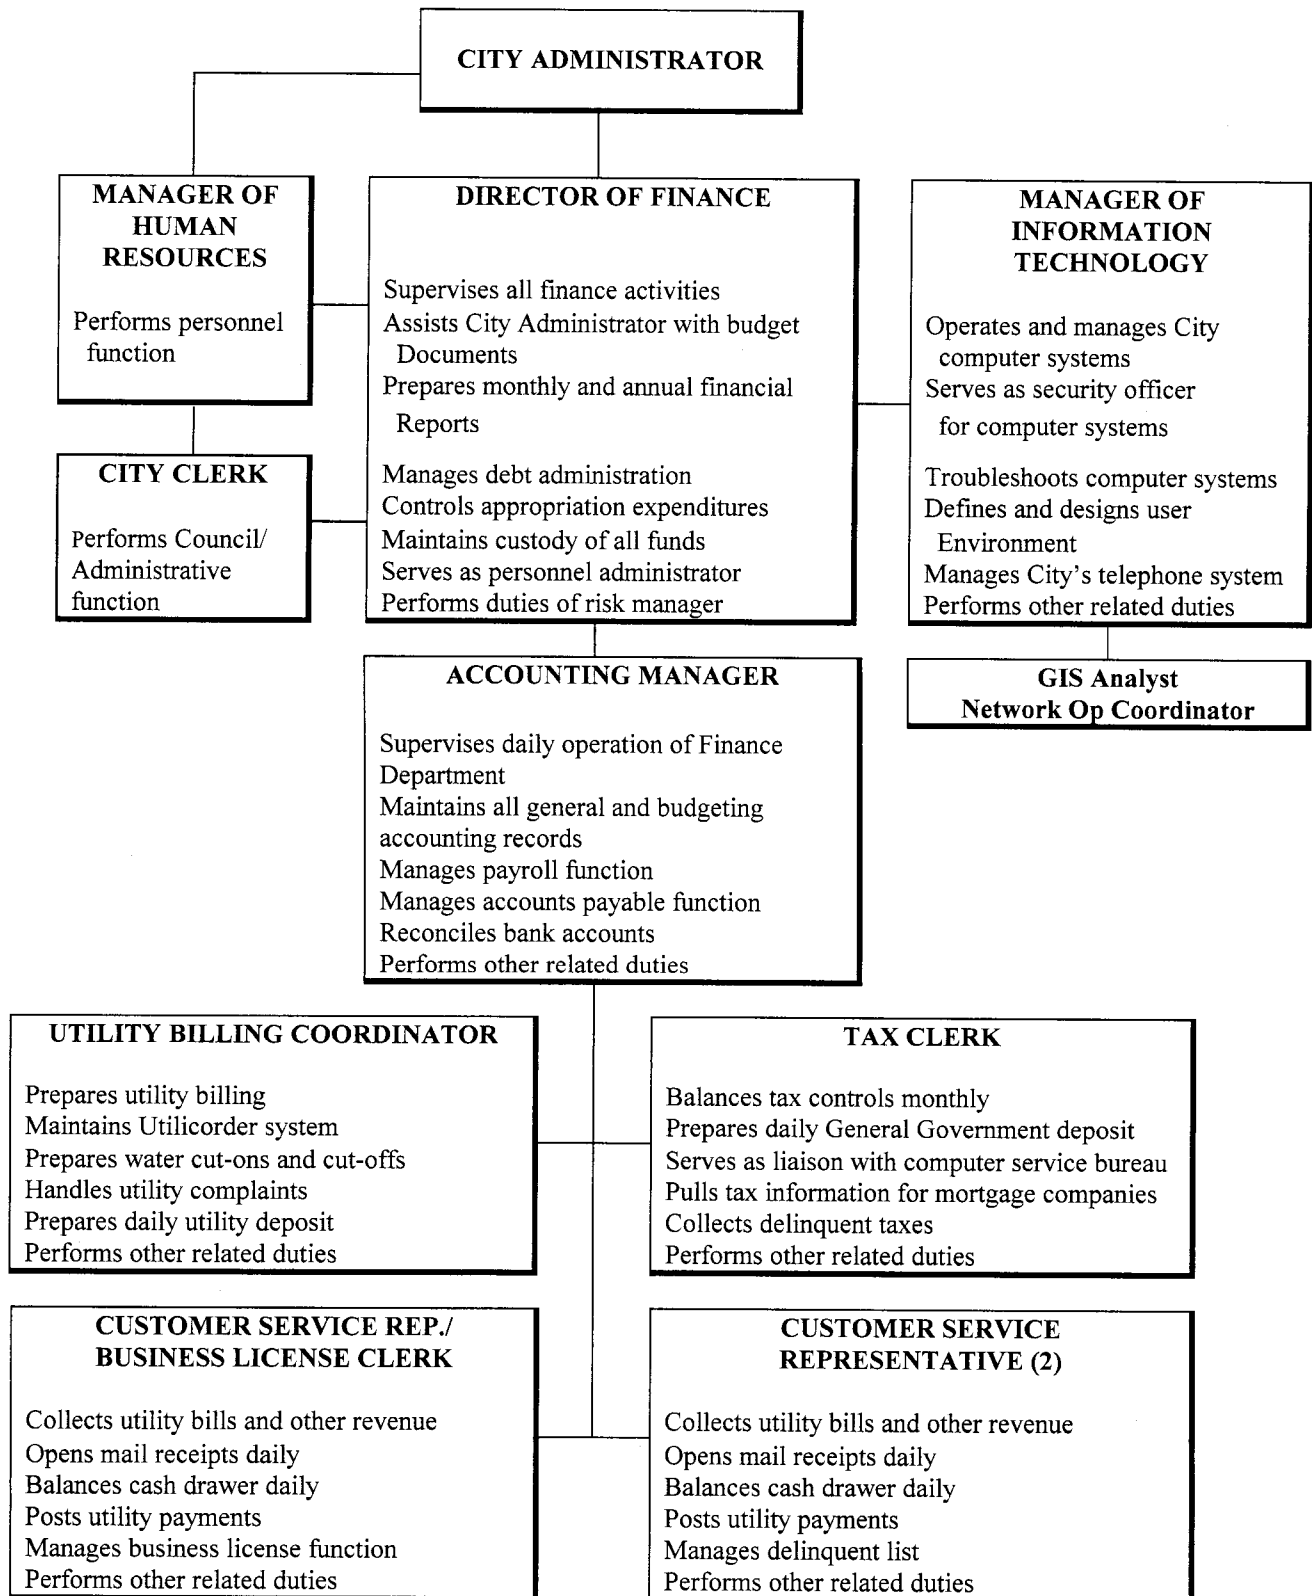 CITY ADMINISTRATOR
MANAGER OF
HUMAN
RESOURCES
Performs personnel
function
DIRECTOR OF FINANCE
Supervises all finance activities
Assists City Administrator with budget
Documents
Prepares monthly and annual financial
Reports
Manages debt administration
Controls appropriation expenditures
Maintains custody of all funds
Serves as personnel administrator
Performs duties of risk manager
MANAGER OF
INFORMATION
TECHNOLOGY
Operates and manages City
computer systems
Serves as security officer
for computer systems
Troubleshoots computer systems
Defines and designs user
Environment
Manages City's telephone system
Performs other related duties
CITY CLERK
Performs Council/
Administrative
function
ACCOUNTING MANAGER
Supervises daily operation of Finance
Department
Maintains all general and budgeting
accounting records
Manages payroll function
Manages accounts payable function
Reconciles bank accounts
Performs other related duties
GIS Analyst
Network Op Coordinator
UTILITY BILLING COORDINATOR
Prepares utility billing
Maintains Utilicorder system
Prepares water cut-ons and cut-offs
Handles utility complaints
Prepares daily utility deposit
Performs other related duties
TAX CLERK
Balances tax controls monthly
Prepares daily General Government deposit
Serves as liaison with computer service bureau
Pulls tax information for mortgage companies
Collects delinquent taxes
Performs other related duties
CUSTOMER SERVICE REP./
BUSINESS LICENSE CLERK
Collects utility bills and other revenue
Opens mail receipts daily
Balances cash drawer daily
Posts utility payments
Manages business license function
Performs other related duties
CUSTOMER SERVICE
REPRESENTATIVE (2)
Collects utility bills and other revenue
Opens mail receipts daily
Balances cash drawer daily
Posts utility payments
Manages delinquent list
Performs other related duties